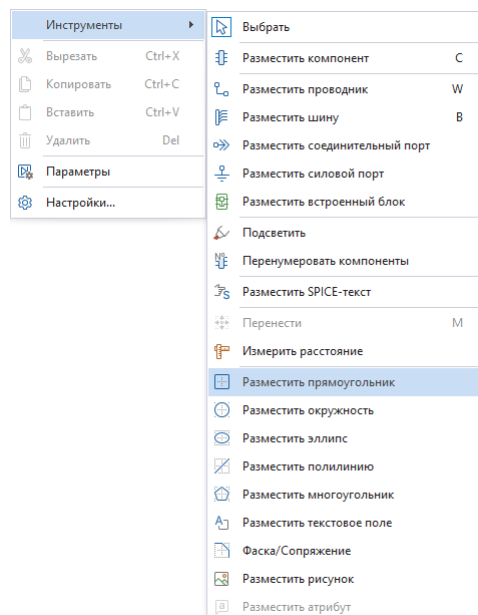 Инструменты
Вырезать Ctrl+X
Копировать Ctrl+C
Вставить Ctrl+V
Удалить Del
Параметры
Настройки...
Выбрать
Разместить компонент C
Разместить проводник W
Разместить шину B
Разместить соединительный порт
Разместить силовой порт
Разместить встроенный блок
Подсветить
Перенумеровать компоненты
Разместить SPICE-текст
Перенести M
Измерить расстояние
Разместить прямоугольник
Разместить окружность
Разместить эллипс
Разместить полилинию
Разместить многоугольник
Разместить текстовое поле
Фаска/Сопряжение
Разместить рисунок
Разместить атрибут